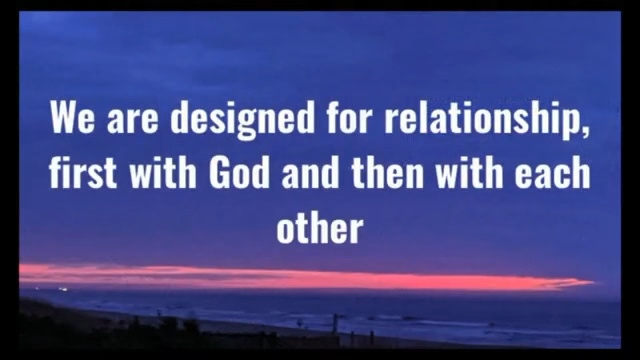 We are designed for relationship,
first with God and then with each
other